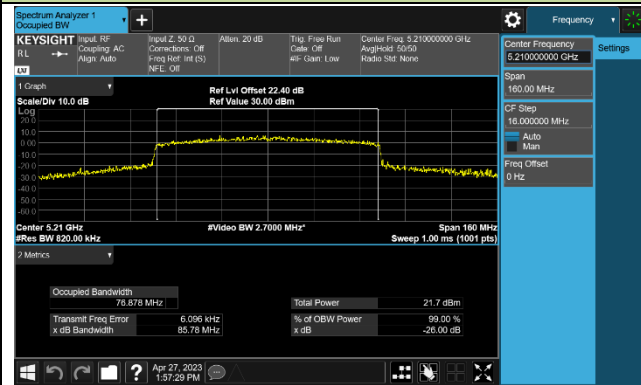 Spectrum Analyzer 1
Occupied BW
Frequency
KEYSIGHT
RL
LXI
Input: RF
Coupling: AC
Align: Auto
Input Z: 50 Ω
Corrections: Off
Freq Ref: Int (S)
NFE: Off
Atten: 20 dB
Trig: Free Run
Gate: Off
#IF Gain: Low
Center Freq: 5.210000000 GHz
Avg|Hold: 50/50
Radio Std: None
Center Frequency
5.210000000 GHz
Settings
Span
160.00 MHz
CF Step
16.000000 MHz
Auto
Man
Freq Offset
0 Hz
1 Graph
Scale/Div 10.0 dB
Ref Lvl Offset 22.40 dB
Ref Value 30.00 dBm
Log
20.0
10.0
0.00
-10.0
-20.0
-30.0
-40.0
-50.0
-60.0
Center 5.21 GHz
#Res BW 820.00 kHz
#Video BW 2.7000 MHz*
Span 160 MHz
Sweep 1.00 ms (1001 pts)
2 Metrics
Occupied Bandwidth
76.878 MHz
Total Power 21.7 dBm
Transmit Freq Error 6.096 kHz
% of OBW Power 99.00 %
x dB Bandwidth 85.78 MHz
x dB -26.00 dB
?
Apr 27, 2023
1:57:29 PM